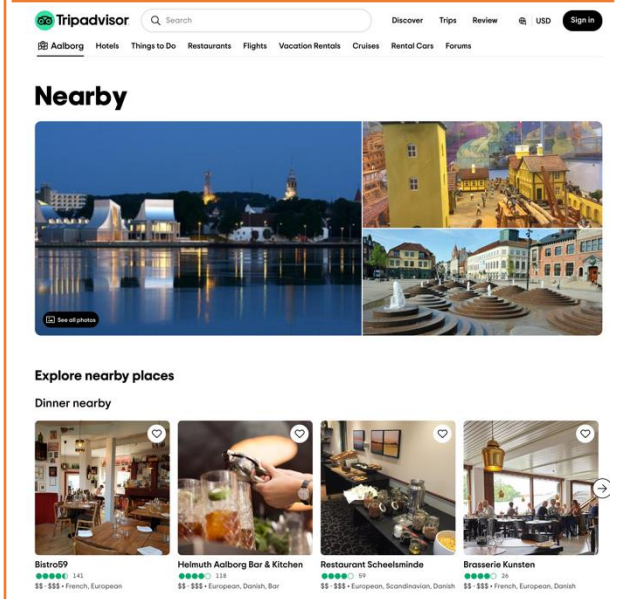 Tripadvisor
Search
Discover Trips Review USD Sign in
Aalborg Hotels Things to Do Restaurants Flights Vacation Rentals Cruises Rental Cars Forums
Nearby
See all photos
Explore nearby places
Dinner nearby
Bistro59 Helmuth Aalborg Bar & Kitchen Restaurant Scheelsminde Brasserie Kunsten
141 118 59 26
$$ - $$$ • French, European $$ - $$$ • European, Danish, Bar $$ - $$$ • European, Scandinavian, Danish $$ - $$$ • French, European, Danish